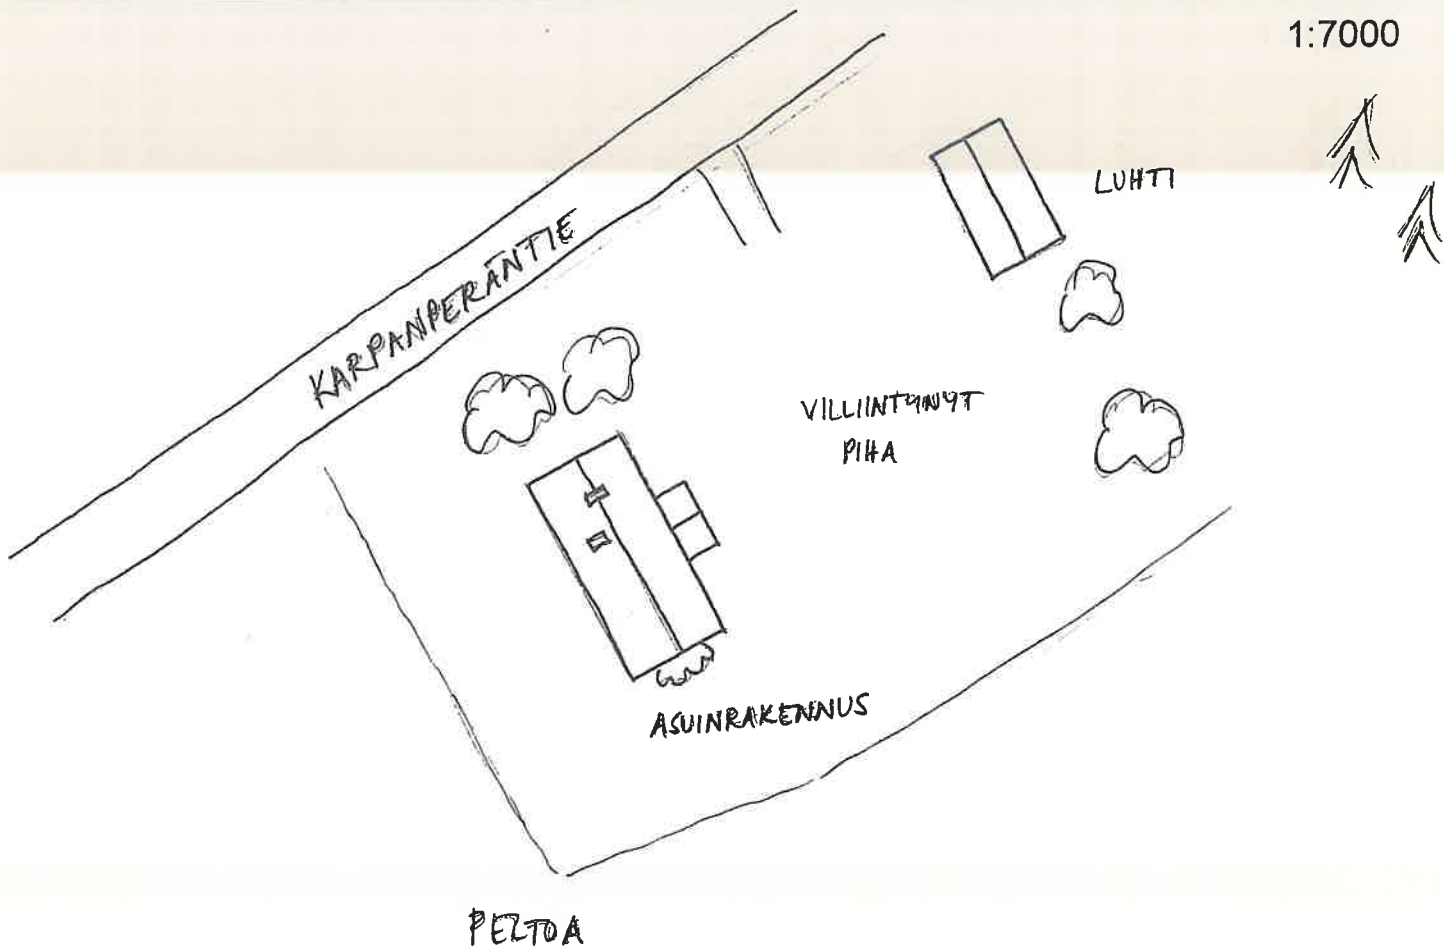 1:7000
LUHTI
KARPANPERÄNTIE
VILLIINTYNYT
PIHA
ASUINRAKENNUS
PELTOA